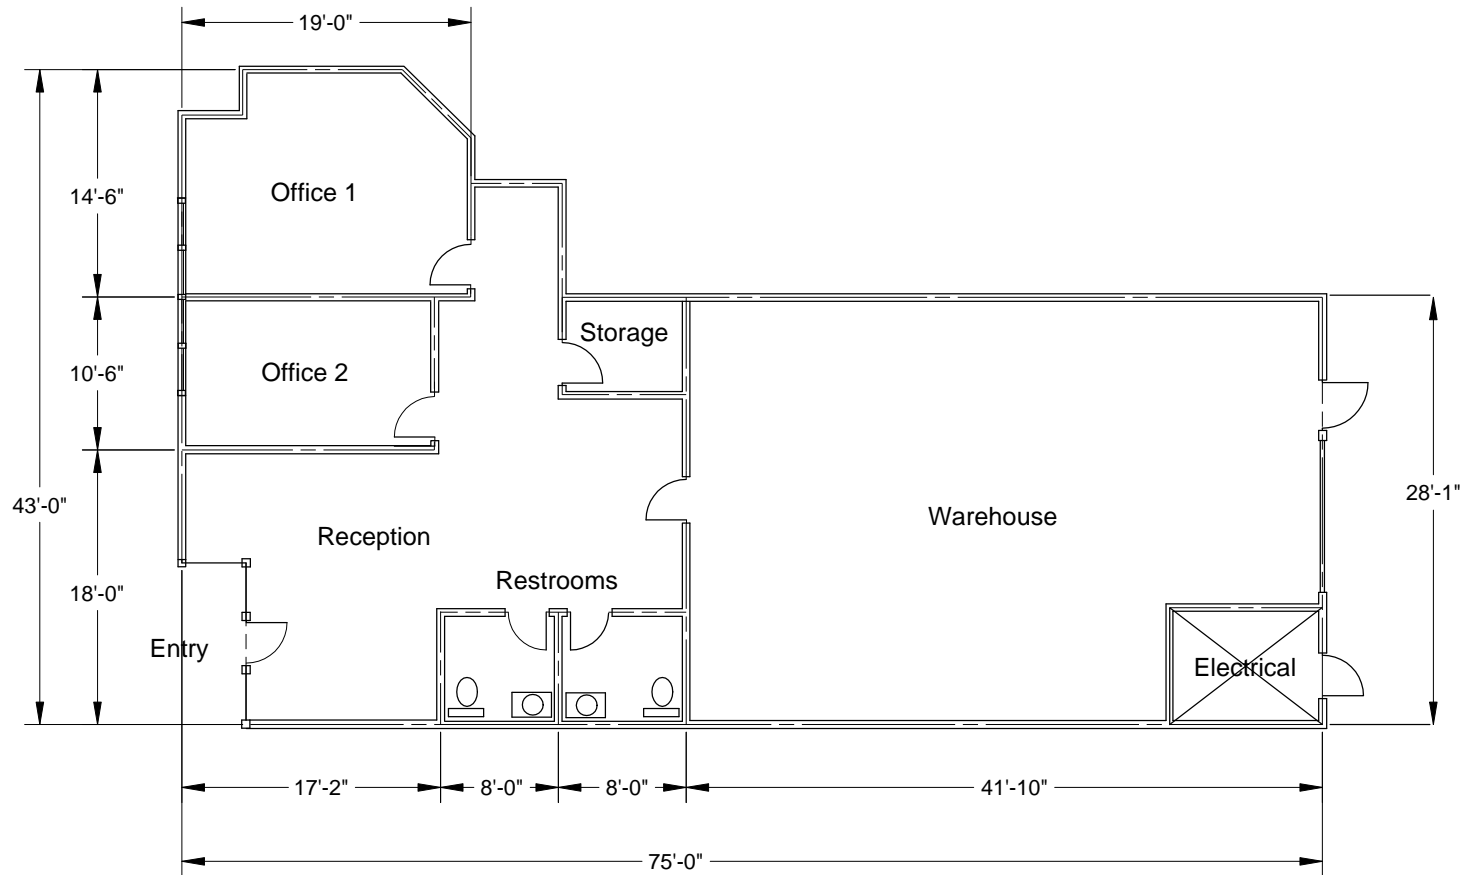 19'-0"
Office 1
14'-6"
Storage
Office 2
10'-6"
43'-0"
28'-1"
Warehouse
Reception
Restrooms
18'-0"
Entry
Electrical
17'-2"
8'-0"
8'-0"
41'-10"
75'-0"